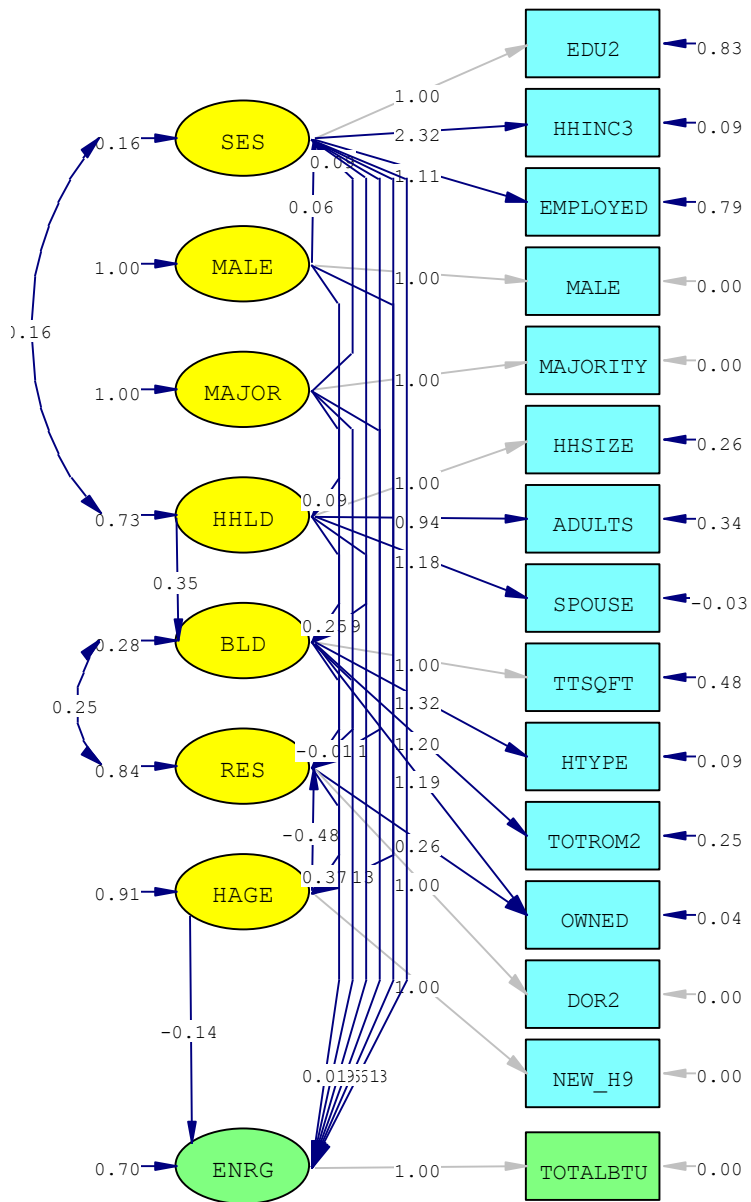 EDU2
0.83
1.00
0.16
SES
2.32
HHINC3
0.09
1.11
0.06
EMPLOYED
0.79
1.00
MALE
1.00
MALE
0.00
0.16
1.00
MAJOR
1.00
MAJORITY
0.00
HHSIZE
0.26
1.00
0.09
0.73
HHLD
0.94
ADULTS
0.34
1.18
0.35
SPOUSE
-0.03
0.28
BLD
1.00
TTSQFT
0.48
0.25
1.32
1.20
HTYPE
0.09
0.84
RES
-0.01
1.19
-0.48
0.26
TOTROM2
0.25
0.91
HAGE
0.37
1.00
OWNED
0.04
1.00
DOR2
0.00
-0.14
NEW_H9
0.00
0.70
ENRG
1.00
TOTALBTU
0.00